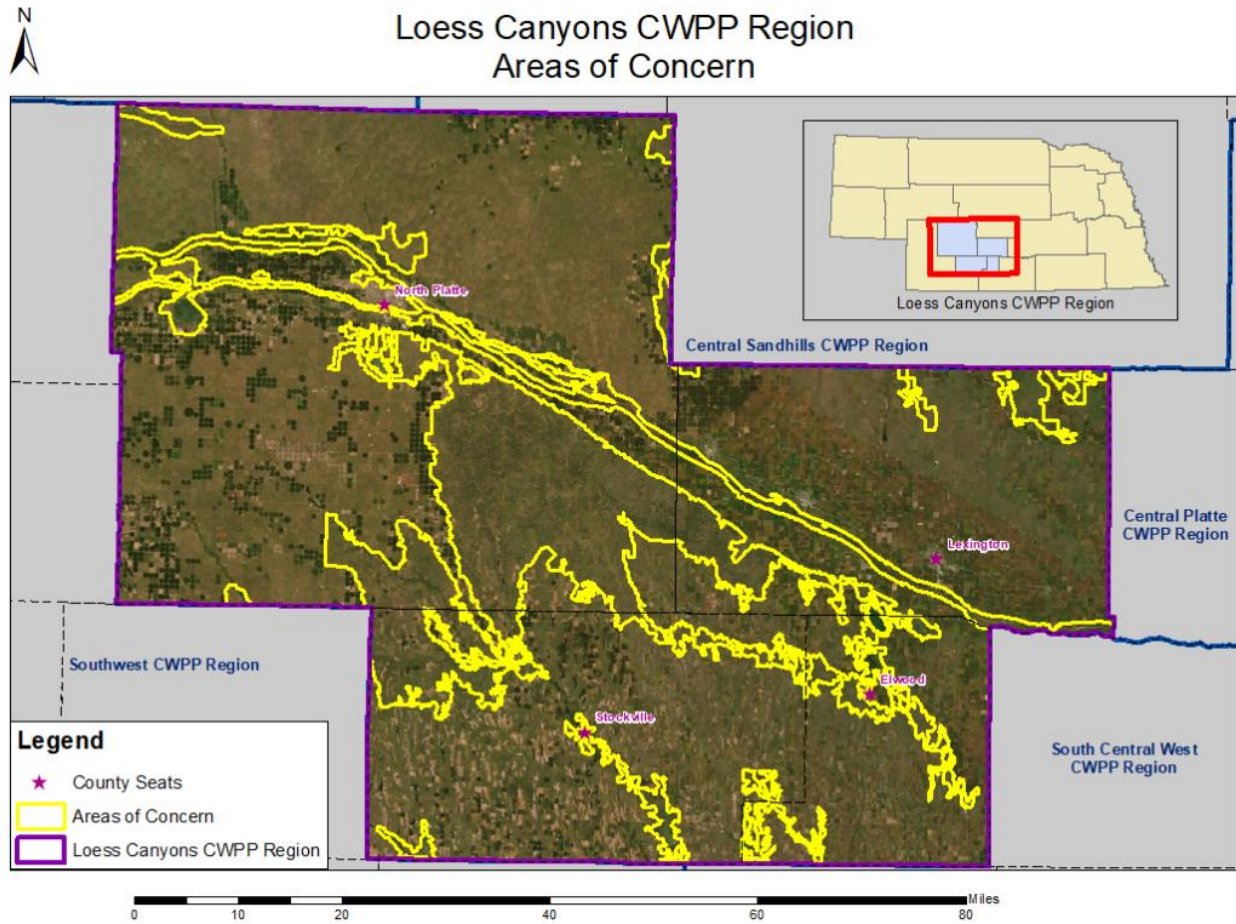 N
Loess Canyons CWPP Region
Areas of Concern
Loess Canyons CWPP Region
North Platte
Central Sandhills CWPP Region
Lexington
Central Platte
CWPP Region
Southwest CWPP Region
Elwood
Stockville
South Central West
CWPP Region
Legend
County Seats
Areas of Concern
Loess Canyons CWPP Region
Miles
0 10 20 40 60 80